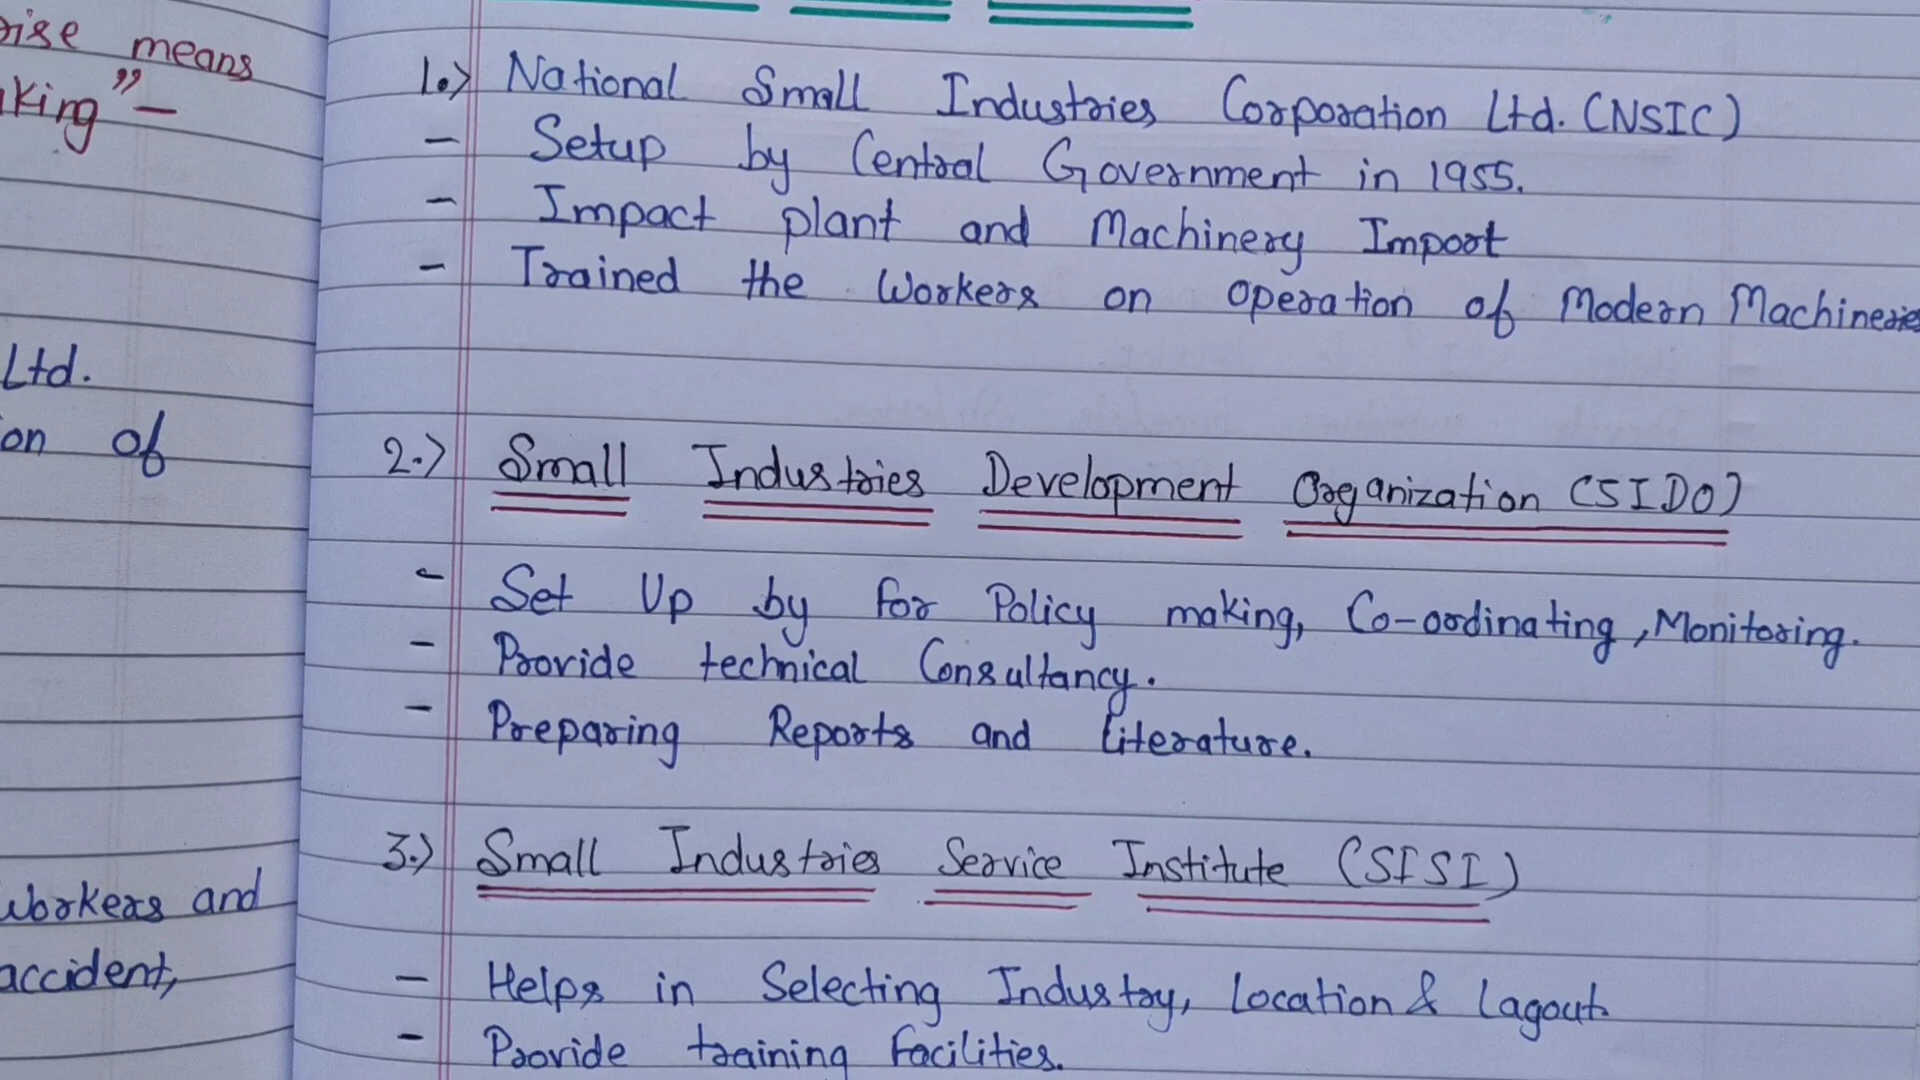 means
king" –
Ltd.
on of
Workers and
accident,
1.) National Small Industries Corporation Ltd. (NSIC)
– Setup by Central Government in 1955.
– Impact plant and Machinery Import
– Trained the Workers on Operation of Modern Machineries
2.) Small Industries Development Organization (SIDO)
– Set Up by for Policy making, Co-ordinating, Monitoring.
– Provide technical Consultancy.
– Preparing Reports and Literature.
3.) Small Industries Service Institute (SISI)
– Helps in Selecting Industry, Location & Lagout.
– Provide training Facilities.